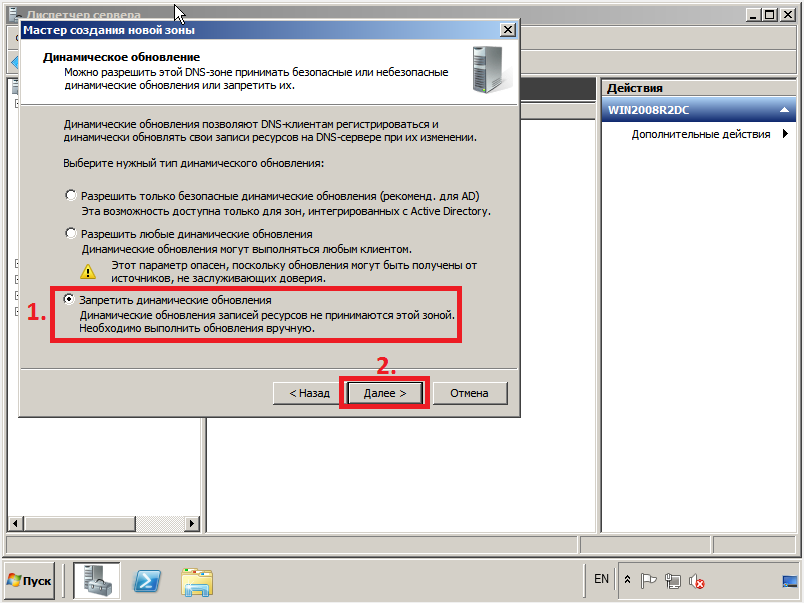 Диспетчер сервера
Мастер создания новой зоны
Динамическое обновление
Можно разрешить этой DNS-зоне принимать безопасные или небезопасные
динамические обновления или запретить их.
Динамические обновления позволяют DNS-клиентам регистрироваться и
динамически обновлять свои записи ресурсов на DNS-сервере при их изменении.
Выберите нужный тип динамического обновления:
Разрешить только безопасные динамические обновления (рекоменд. для AD)
Эта возможность доступна только для зон, интегрированных с Active Directory.
Разрешить любые динамические обновления
Динамические обновления могут выполняться любым клиентом.
Этот параметр опасен, поскольку обновления могут быть получены от
источников, не заслуживающих доверия.
1.
Запретить динамические обновления
Динамические обновления записей ресурсов не принимаются этой зоной.
Необходимо выполнить обновления вручную.
2.
< Назад
Далее >
Отмена
Действия
WIN2008R2DC
Дополнительные действия
Пуск
EN